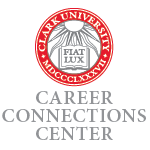 CLARK UNIVERSITY
FIAT
LUX
MDCCCLXXXVII
CAREER
CONNECTIONS
CENTER